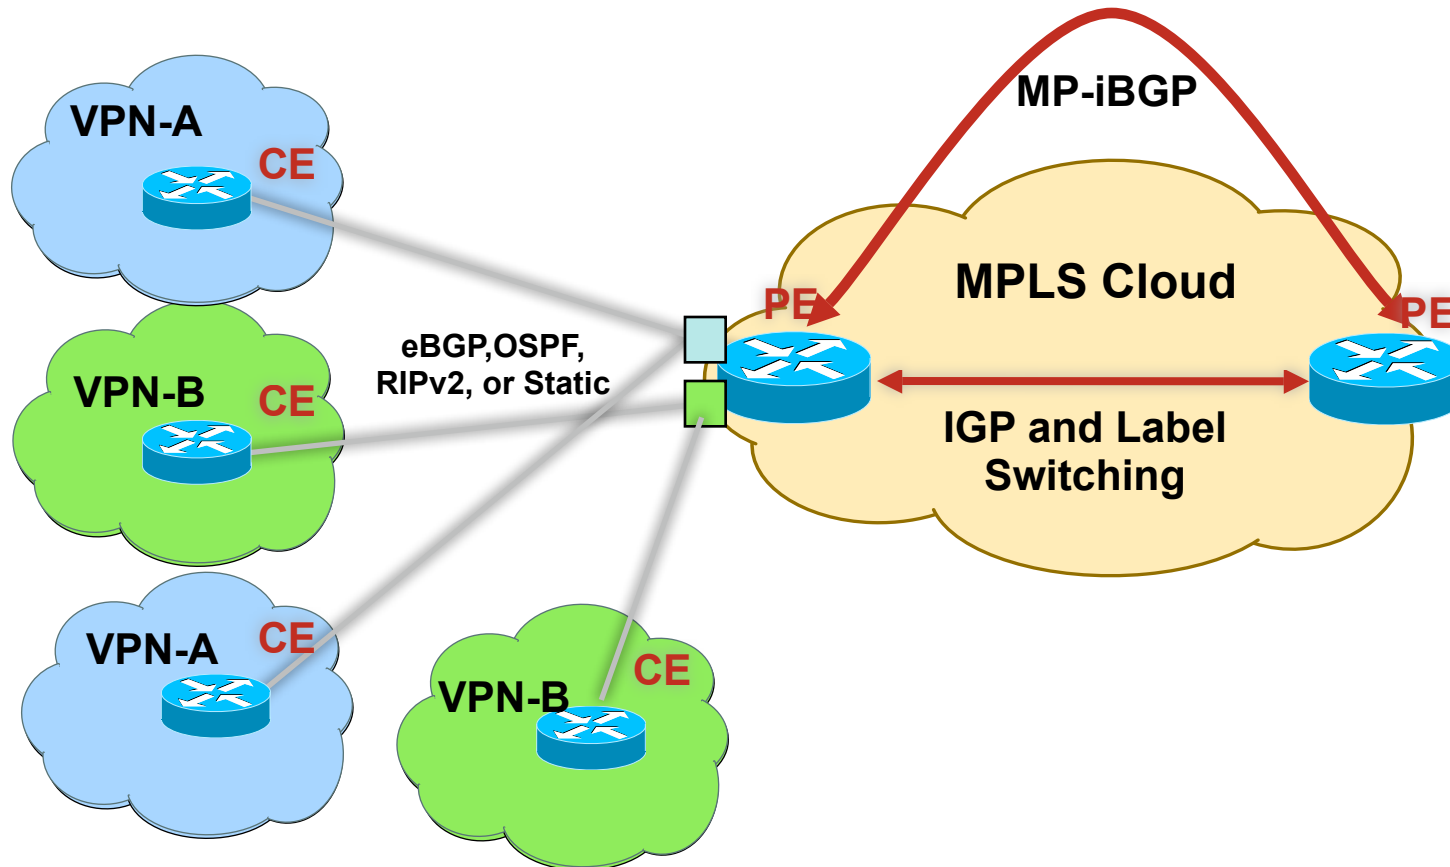 MP-iBGP
VPN-A
CE
MPLS Cloud
PE
PE
eBGP,OSPF,
RIPv2, or Static
VPN-B
CE
IGP and Label
Switching
VPN-A
CE
VPN-B
CE